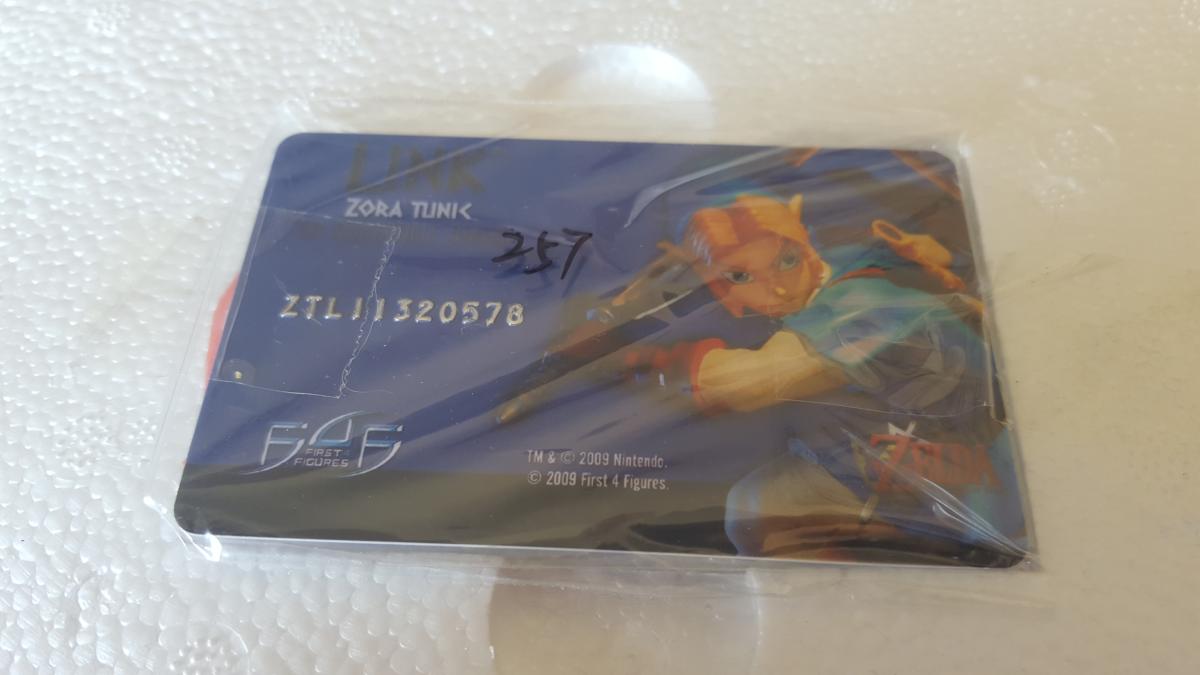 LINK
ZORA TUNIC
257
ZTL11320578
F4F
FIRST 4
FIGURES
TM & © 2009 Nintendo.
© 2009 First 4 Figures.
ZELDA